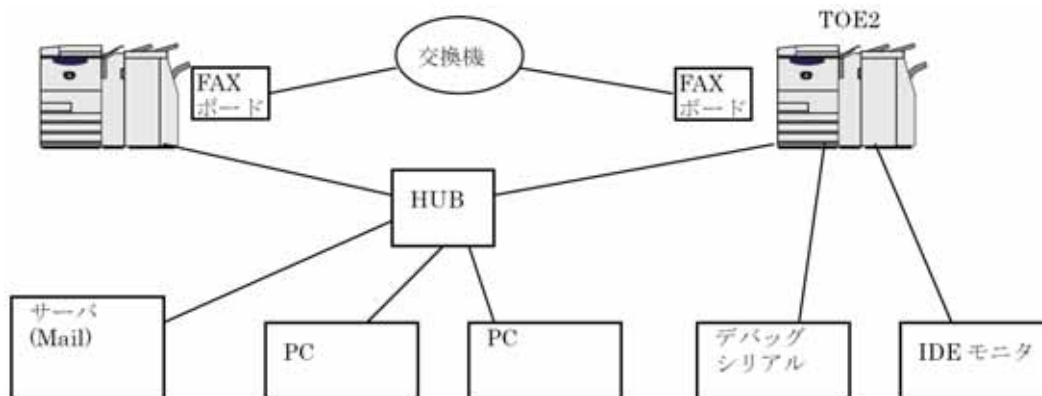 TOE2
交換機
FAX
ボード
FAX
ボード
HUB
サーバ
(Mail)
PC
PC
デバッグ
シリアル
IDE モニタ